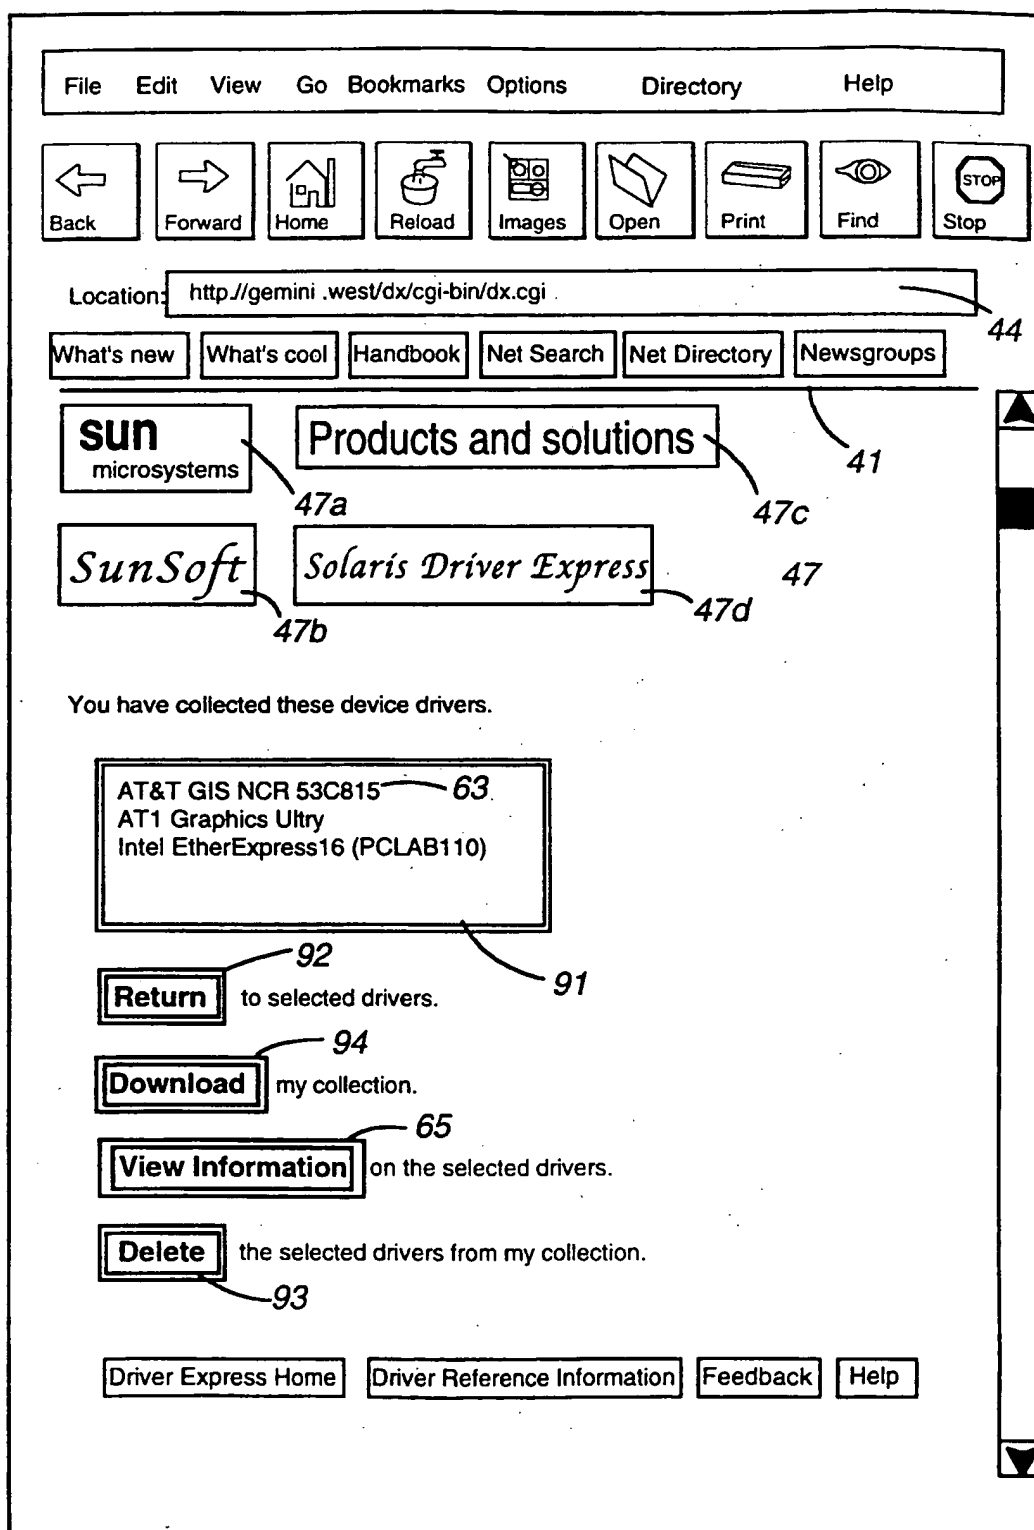 File Edit View Go Bookmarks Options Directory Help
STOP
Back Forward Home Reload Images Open Print Find Stop
Location: http://gemini .west/dx/cgi-bin/dx.cgi
44
What's new What's cool Handbook Net Search Net Directory Newsgroups
41
sun Products and solutions
microsystems
47a 47c
SunSoft Solaris Driver Express 47
47b 47d
You have collected these device drivers.
AT&T GIS NCR 53C815 63
AT1 Graphics Ultry
Intel EtherExpress16 (PCLAB110)
92
91
Return to selected drivers.
94
Download my collection.
65
View Information on the selected drivers.
Delete the selected drivers from my collection.
93
Driver Express Home Driver Reference Information Feedback Help